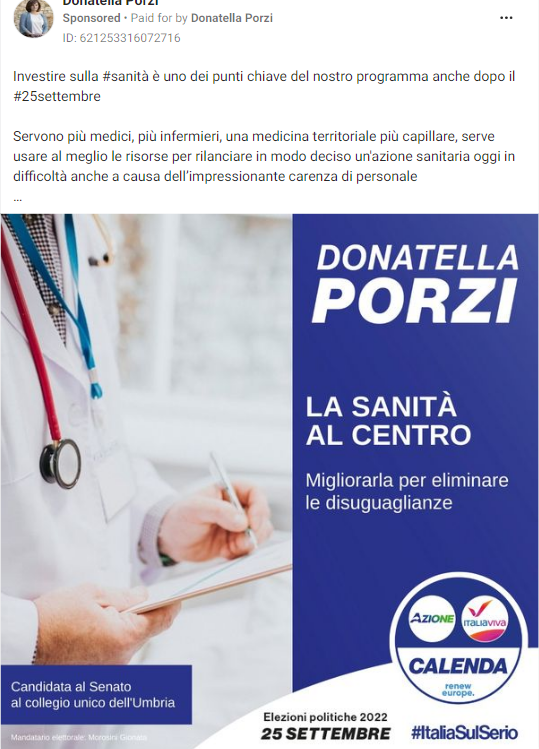 Donatella Porzi
Sponsored • Paid for by Donatella Porzi
ID: 621253316072716
Investire sulla #sanità è uno dei punti chiave del nostro programma anche dopo il
#25settembre
Servono più medici, più infermieri, una medicina territoriale più capillare, serve
usare al meglio le risorse per rilanciare in modo deciso un'azione sanitaria oggi in
difficoltà anche a causa dell'impressionante carenza di personale
...
DONATELLA
PORZI
LA SANITÀ
AL CENTRO
Migliorarla per eliminare
le disuguaglianze
AZIONE
ITALIAVIVA
CALENDA
renew
europe.
Candidata al Senato
al collegio unico dell'Umbria
Mandatario elettorale: Morosini
Elezioni politiche 2022
25 SETTEMBRE
#ItaliaSulSerio